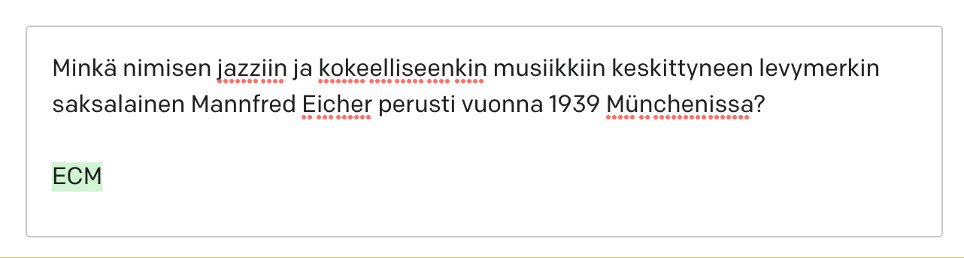 Minkä nimisen jazziin ja kokeelliseenkin musiikkiin keskittyneen levymerkin
saksalainen Mannfred Eicher perusti vuonna 1939 Münchenissa?
ECM